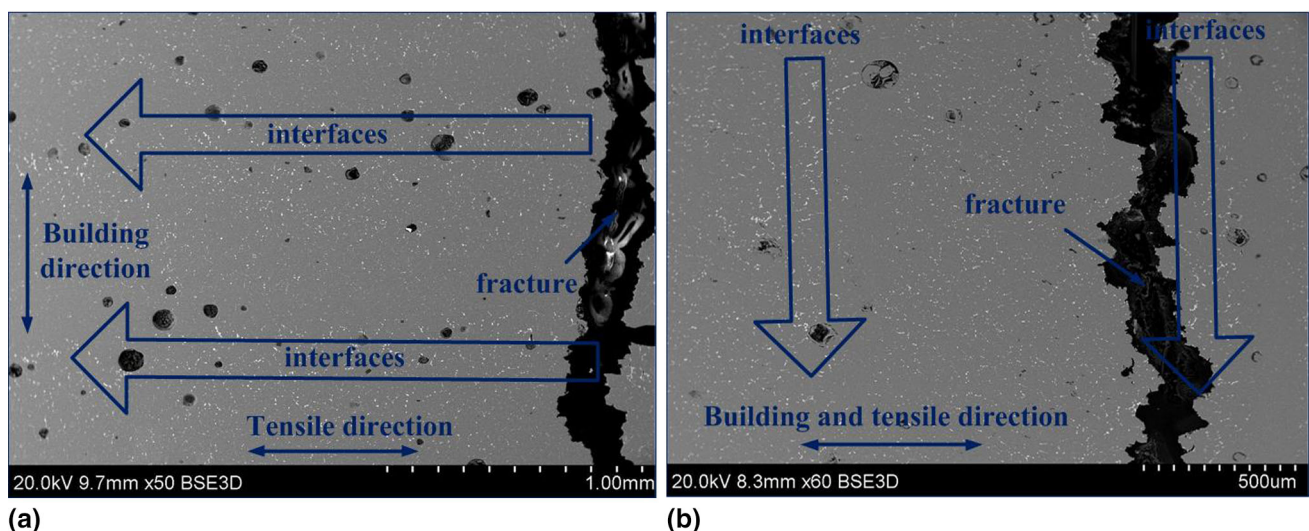 interfaces
Building
direction
fracture
interfaces
Tensile direction
20.0kV 9.7mm x50 BSE3D 1.00mm
(a)
interfaces
interfaces
fracture
Building and tensile direction
20.0kV 8.3mm x60 BSE3D 500um
(b)